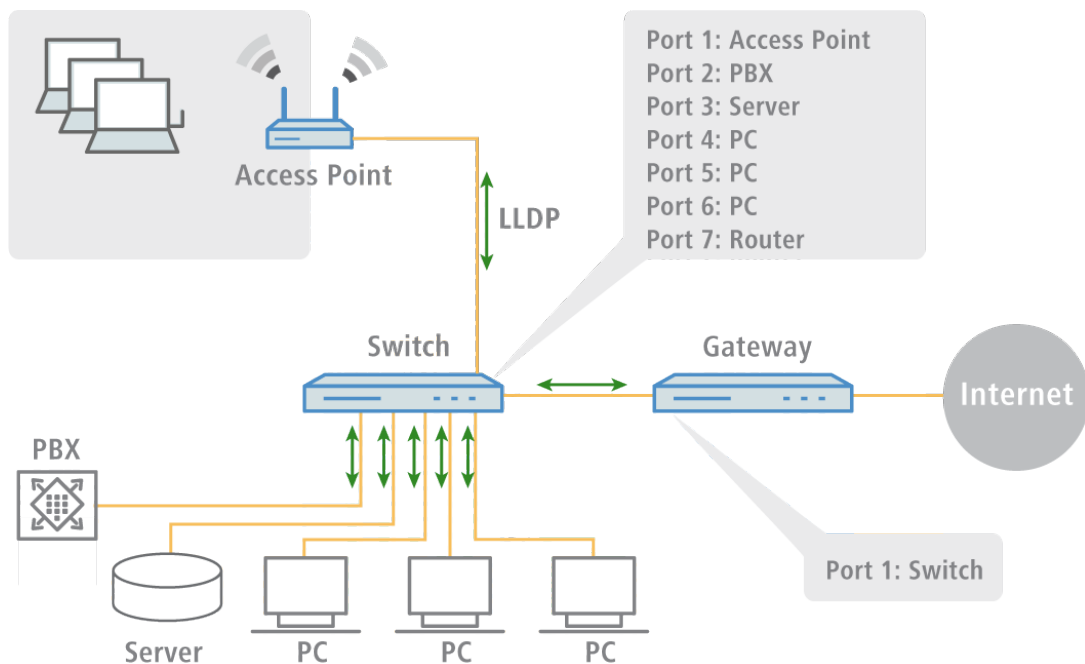 Port 1: Access Point
Port 2: PBX
Port 3: Server
Port 4: PC
Port 5: PC
Port 6: PC
Port 7: Router
Access Point
LLDP
Switch
Gateway
Internet
PBX
Port 1: Switch
Server
PC
PC
PC